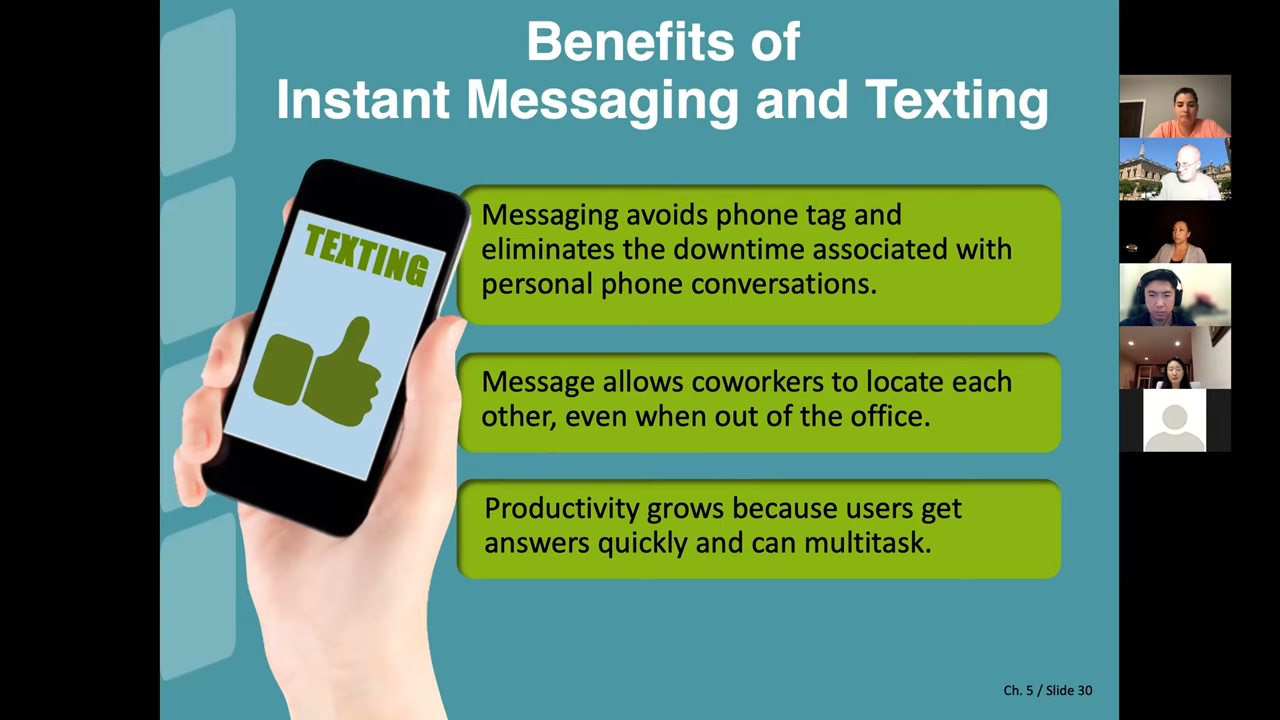 Benefits of
Instant Messaging and Texting
TEXTING
Messaging avoids phone tag and
eliminates the downtime associated with
personal phone conversations.
Message allows coworkers to locate each
other, even when out of the office.
Productivity grows because users get
answers quickly and can multitask.
Ch. 5 / Slide 30